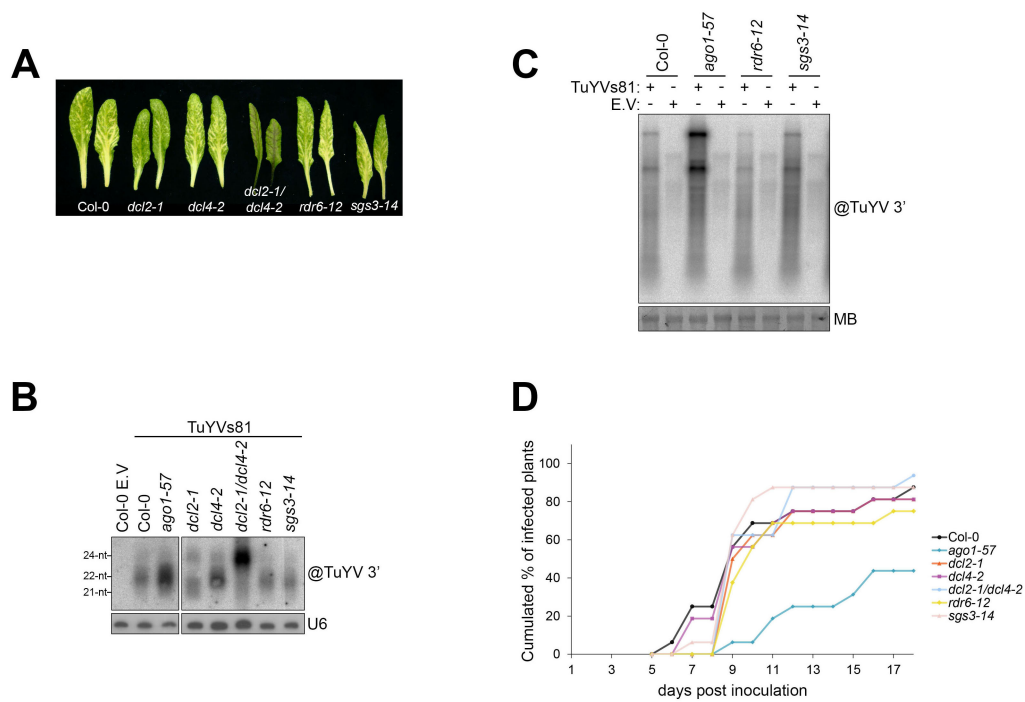 A
Col-0
dcl2-1
dcl4-2
dcl2-1/
dcl4-2
rdr6-12
sgs3-14
B
TuYVs81
Col-0 E.V
Col-0
ago1-57
dcl2-1
dcl4-2
dcl2-1/dcl4-2
rdr6-12
sgs3-14
24-nt
22-nt
21-nt
@TuYV 3’
U6
C
Col-0
ago1-57
rdr6-12
sgs3-14
TuYVs81: + - + - + - + -
E.V: - + - + - + - +
@TuYV 3’
MB
D
Cumulated % of infected plants
100
80
60
40
20
0
1 3 5 7 9 11 13 15 17
days post inoculation
Col-0
ago1-57
dcl2-1
dcl4-2
dcl2-1/dcl4-2
rdr6-12
sgs3-14